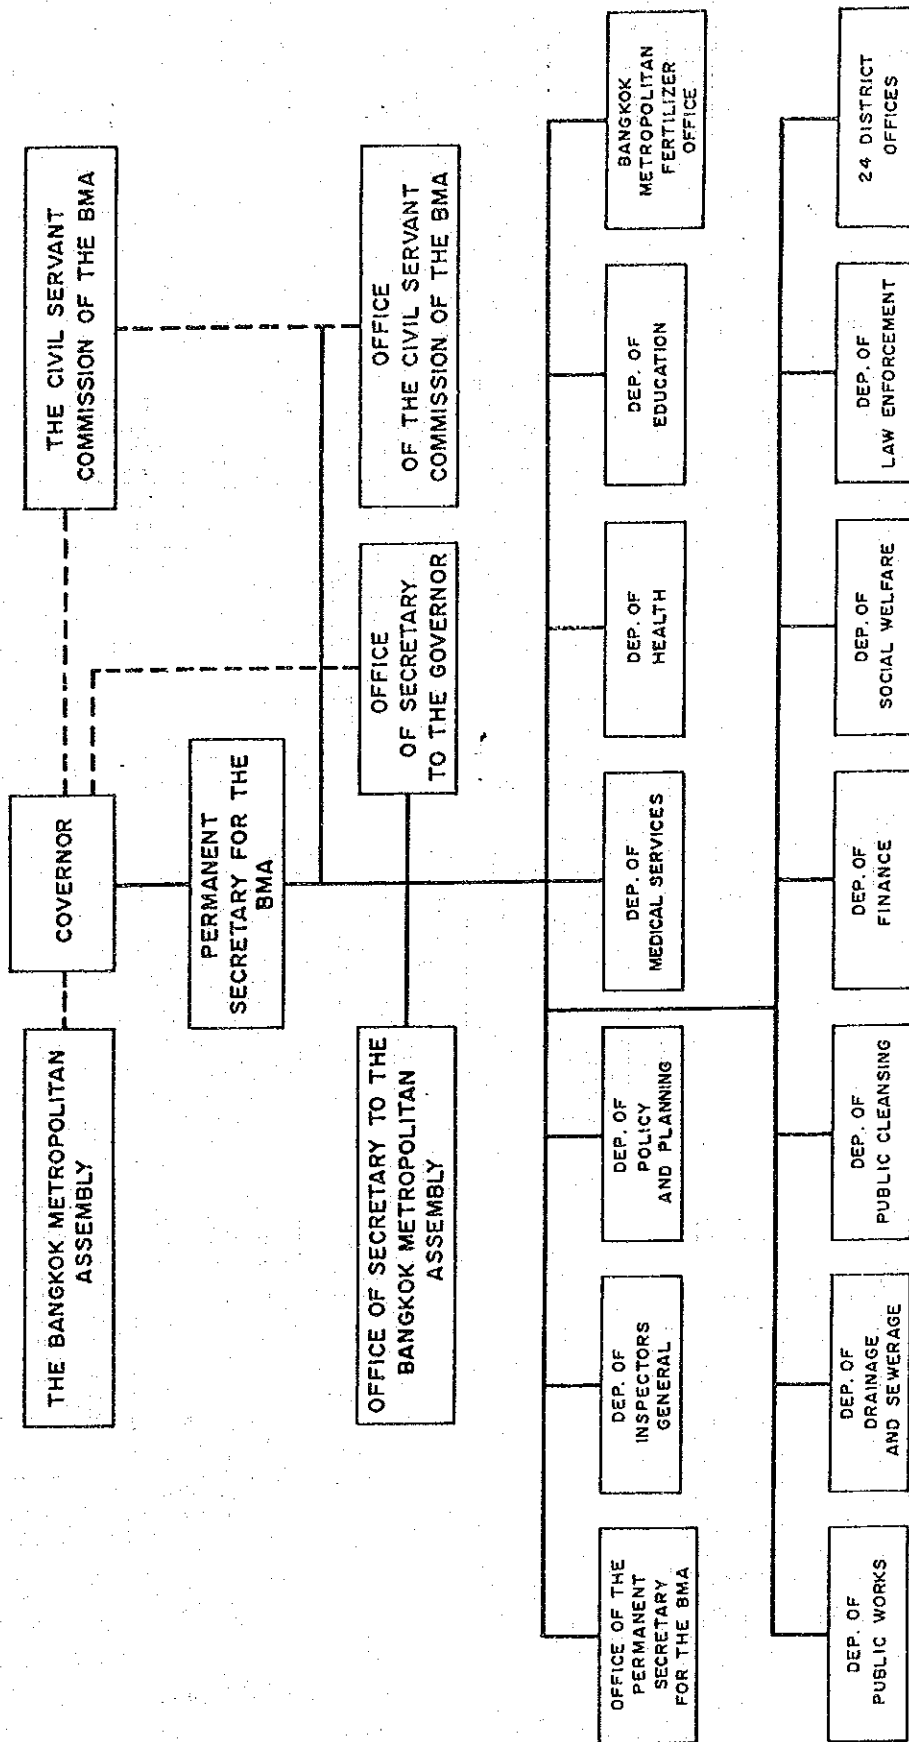 THE BANGKOK METROPOLITAN
ASSEMBLY
COVERNOR
THE CIVIL SERVANT
COMMISSION OF THE BMA
PERMANENT
SECRETARY FOR THE
BMA
OFFICE OF SECRETARY TO THE
BANGKOK METROPOLITAN
ASSEMBLY
OFFICE
OF SECRETARY
TO THE GOVERNOR
OFFICE
OF THE CIVIL SERVANT
COMMISSION OF THE BMA
OFFICE OF THE
PERMANENT
SECRETARY
FOR THE BMA
DEP. OF
INSPECTORS
GENERAL
DEP. OF
POLICY
AND PLANNING
DEP. OF
MEDICAL SERVICES
DEP. OF
HEALTH
DEP. OF
EDUCATION
BANGKOK
METROPOLITAN
FERTILIZER
OFFICE
DEP. OF
PUBLIC WORKS
DEP. OF
DRAINAGE
AND SEWERAGE
DEP. OF
PUBLIC CLEANSING
DEP. OF
FINANCE
DEP. OF
SOCIAL WELFARE
DEP. OF
LAW ENFORCEMENT
24 DISTRICT
OFFICES